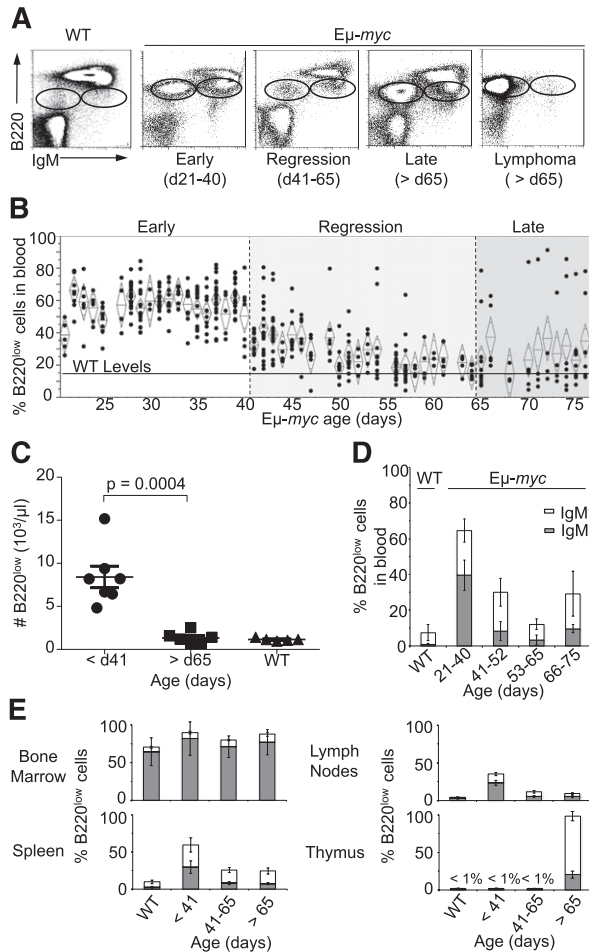 A
WT
Eμ-myc
B220
IgM
Early
(d21-40)
Regression
(d41-65)
Late
(> d65)
Lymphoma
( > d65)
B
Early
Regression
Late
% B220low cells in blood
100
80
60
40
20
0
WT Levels
25
30
35
40
45
50
55
60
65
70
75
Eμ-myc age (days)
C
p = 0.0004
# B220low (10³/μl)
20
15
10
5
0
< d41
> d65
WT
Age (days)
D
WT
Eμ-myc
% B220low cells
in blood
100
80
60
40
20
0
IgM
IgM
WT
21-40
41-52
53-65
66-75
Age (days)
E
Bone
Marrow
100
50
0
Lymph
Nodes
100
50
0
% B220low cells
% B220low cells
Spleen
100
50
0
Thymus
100
50
0
< 1%
< 1%
< 1%
WT
< 41
41-65
> 65
Age (days)
WT
< 41
41-65
> 65
Age (days)